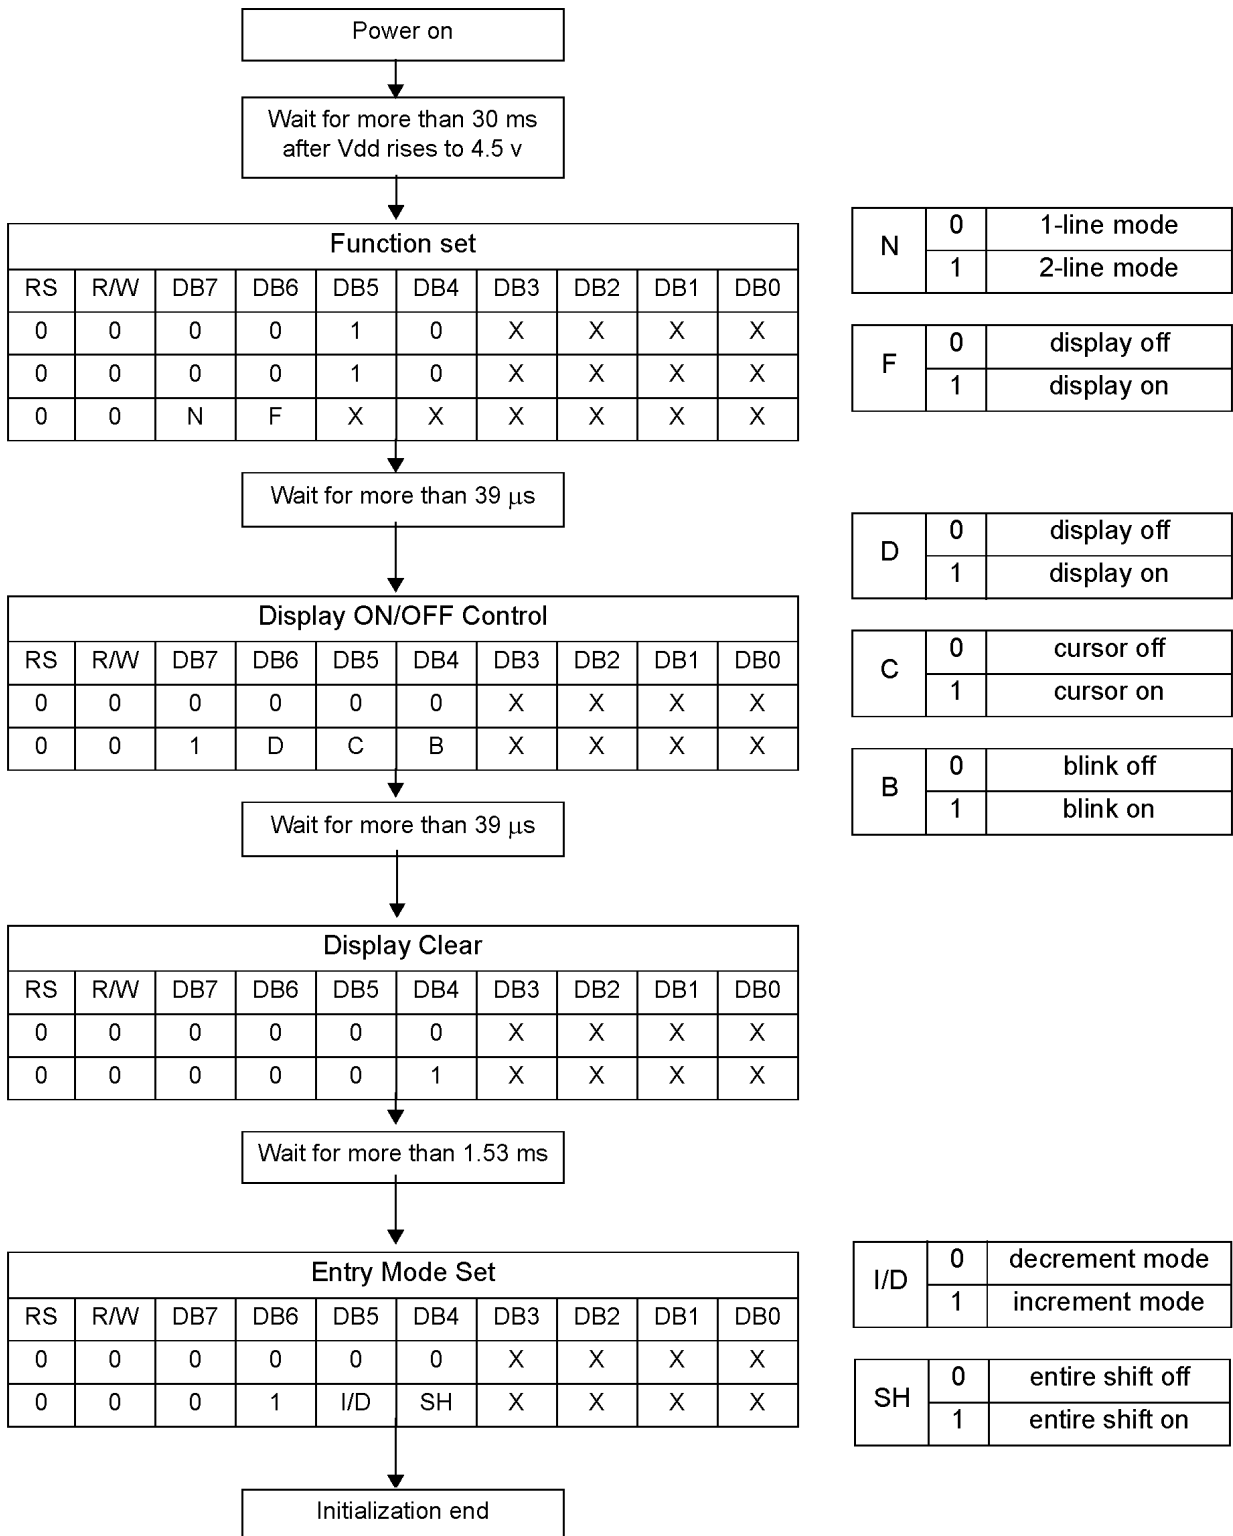 Power on
Wait for more than 30 ms
after Vdd rises to 4.5 v
Function set
RS R/W DB7 DB6 DB5 DB4 DB3 DB2 DB1 DB0
0 0 0 0 1 0 X X X X
0 0 0 0 1 0 X X X X
0 0 N F X X X X X X
N 0 1-line mode
1 2-line mode
F 0 display off
1 display on
Wait for more than 39 μs
Display ON/OFF Control
RS R/W DB7 DB6 DB5 DB4 DB3 DB2 DB1 DB0
0 0 0 0 0 0 X X X X
0 0 1 D C B X X X X
D 0 display off
1 display on
C 0 cursor off
1 cursor on
B 0 blink off
1 blink on
Wait for more than 39 μs
Display Clear
RS R/W DB7 DB6 DB5 DB4 DB3 DB2 DB1 DB0
0 0 0 0 0 0 X X X X
0 0 0 0 0 1 X X X X
Wait for more than 1.53 ms
Entry Mode Set
RS R/W DB7 DB6 DB5 DB4 DB3 DB2 DB1 DB0
0 0 0 0 0 0 X X X X
0 0 0 1 I/D SH X X X X
I/D 0 decrement mode
1 increment mode
SH 0 entire shift off
1 entire shift on
Initialization end